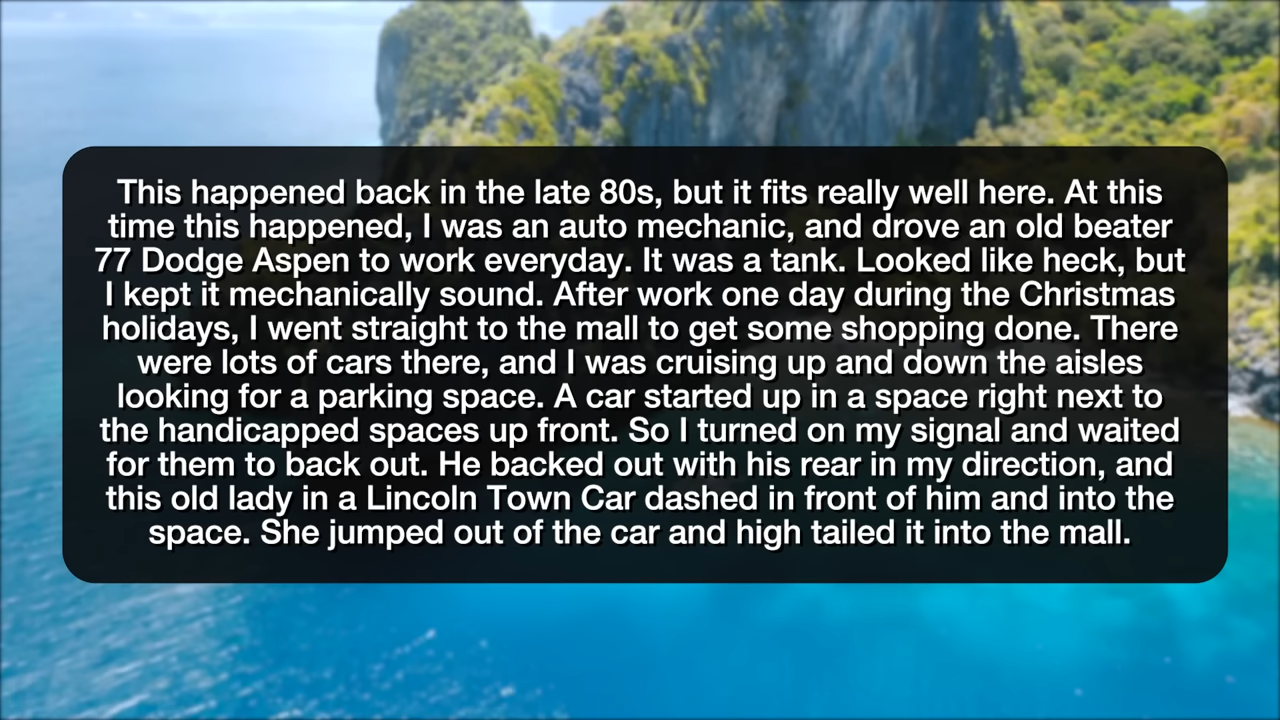 This happened back in the late 80s, but it fits really well here. At this
time this happened, I was an auto mechanic, and drove an old beater
77 Dodge Aspen to work everyday. It was a tank. Looked like heck, but
I kept it mechanically sound. After work one day during the Christmas
holidays, I went straight to the mall to get some shopping done. There
were lots of cars there, and I was cruising up and down the aisles
looking for a parking space. A car started up in a space right next to
the handicapped spaces up front. So I turned on my signal and waited
for them to back out. He backed out with his rear in my direction, and
this old lady in a Lincoln Town Car dashed in front of him and into the
space. She jumped out of the car and high tailed it into the mall.